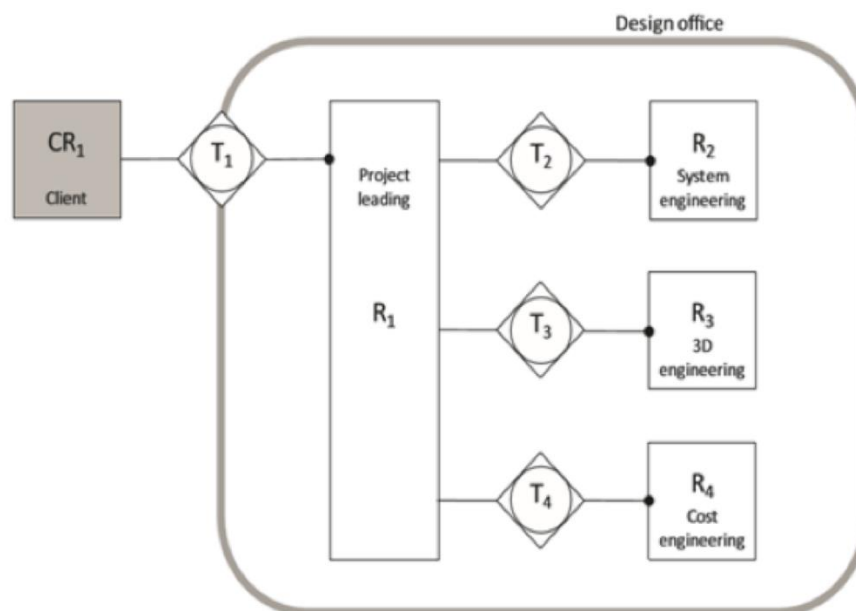 Design office
CR₁
Client
T₁
Project
leading
R₁
T₂
R₂
System
engineering
T₃
R₃
3D
engineering
T₄
R₄
Cost
engineering